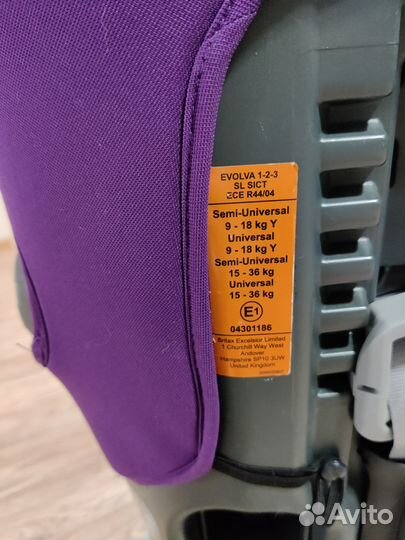 EVOLVA 1-2-3
SL SICT
ECE R44/04
Semi-Universal
9 - 18 kg Y
Universal
9 - 18 kg Y
Semi-Universal
15 - 36 kg
Universal
15 - 36 kg
E1
04301186
Britax Excelsior Limited
1 Churchill Way West
Andover
Hampshire SP10 3UW
United Kingdom
Avito